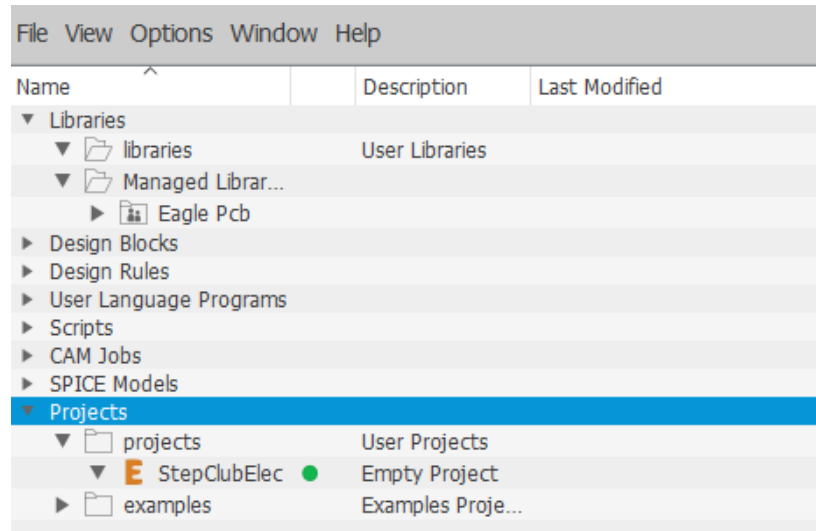 File View Options Window Help
Name Description Last Modified
Libraries
libraries User Libraries
Managed Librar...
Eagle Pcb
Design Blocks
Design Rules
User Language Programs
Scripts
CAM Jobs
SPICE Models
Projects
projects User Projects
E StepClubElec Empty Project
examples Examples Proje...